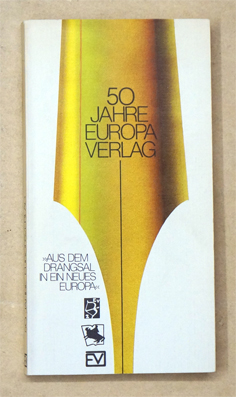 50
JAHRE
EUROPA
VERLAG
»AUS DEM
DRANGSAL
IN EIN NEUES
EUROPA«
EV